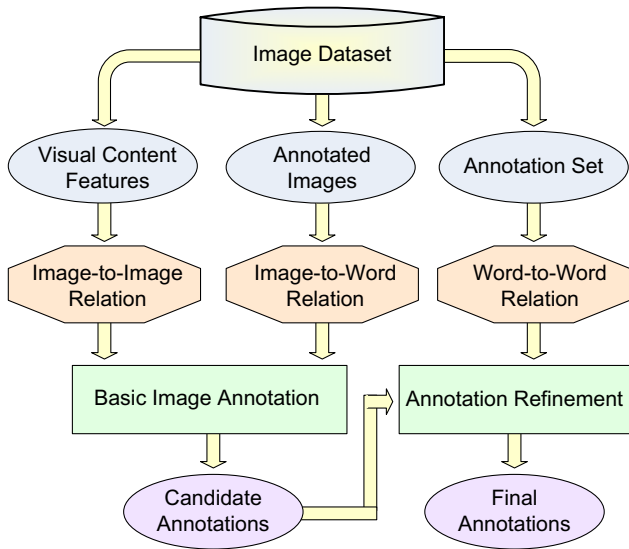 Image Dataset
Visual Content
Features
Annotated
Images
Annotation Set
Image-to-Image
Relation
Image-to-Word
Relation
Word-to-Word
Relation
Basic Image Annotation
Annotation Refinement
Candidate
Annotations
Final
Annotations